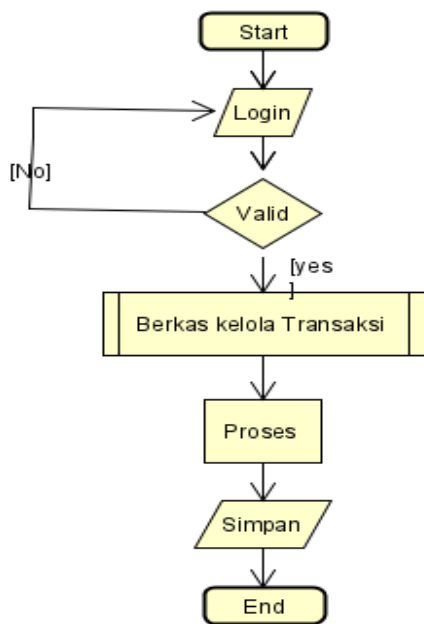 Start
Login
[No]
Valid
[yes
]
Berkas kelola Transaksi
Proses
Simpan
End